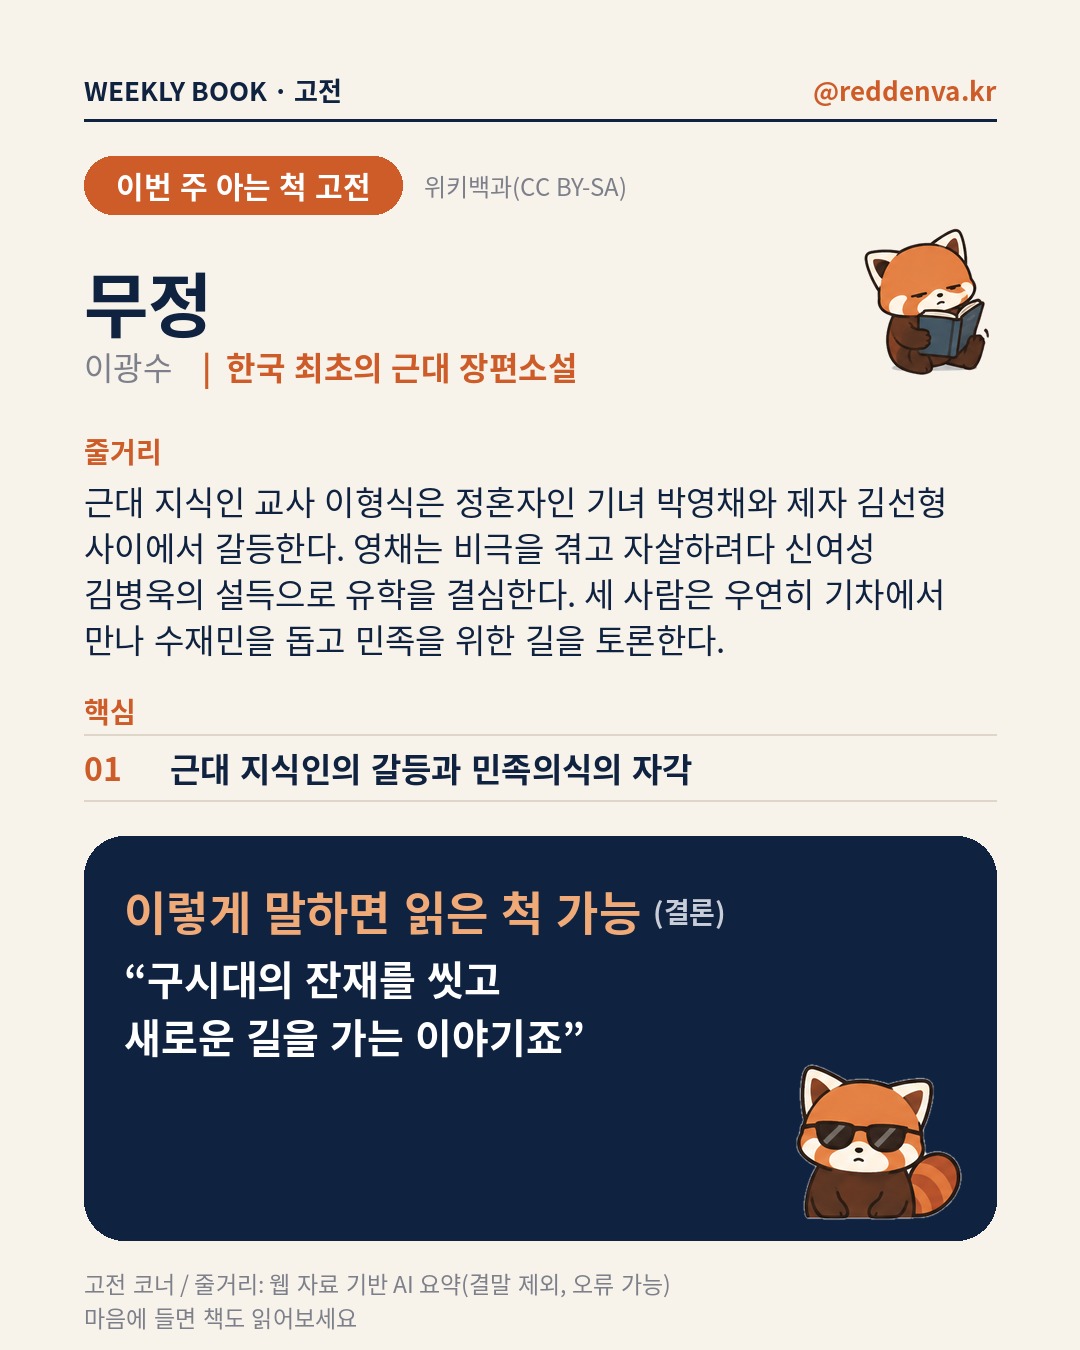 WEEKLY BOOK · 고전
@reddenva.kr
이번 주 아는 척 고전
위키백과(CC BY-SA)
무정
이광수 | 한국 최초의 근대 장편소설
줄거리
근대 지식인 교사 이형식은 정혼자인 기녀 박영채와 제자 김선형
사이에서 갈등한다. 영채는 비극을 겪고 자살하려다 신여성
김병욱의 설득으로 유학을 결심한다. 세 사람은 우연히 기차에서
만나 수재민을 돕고 민족을 위한 길을 토론한다.
핵심
01 근대 지식인의 갈등과 민족의식의 자각
이렇게 말하면 읽은 척 가능 (결론)
“구시대의 잔재를 씻고
새로운 길을 가는 이야기죠”
고전 코너 / 줄거리: 웹 자료 기반 AI 요약(결말 제외, 오류 가능)
마음에 들면 책도 읽어보세요